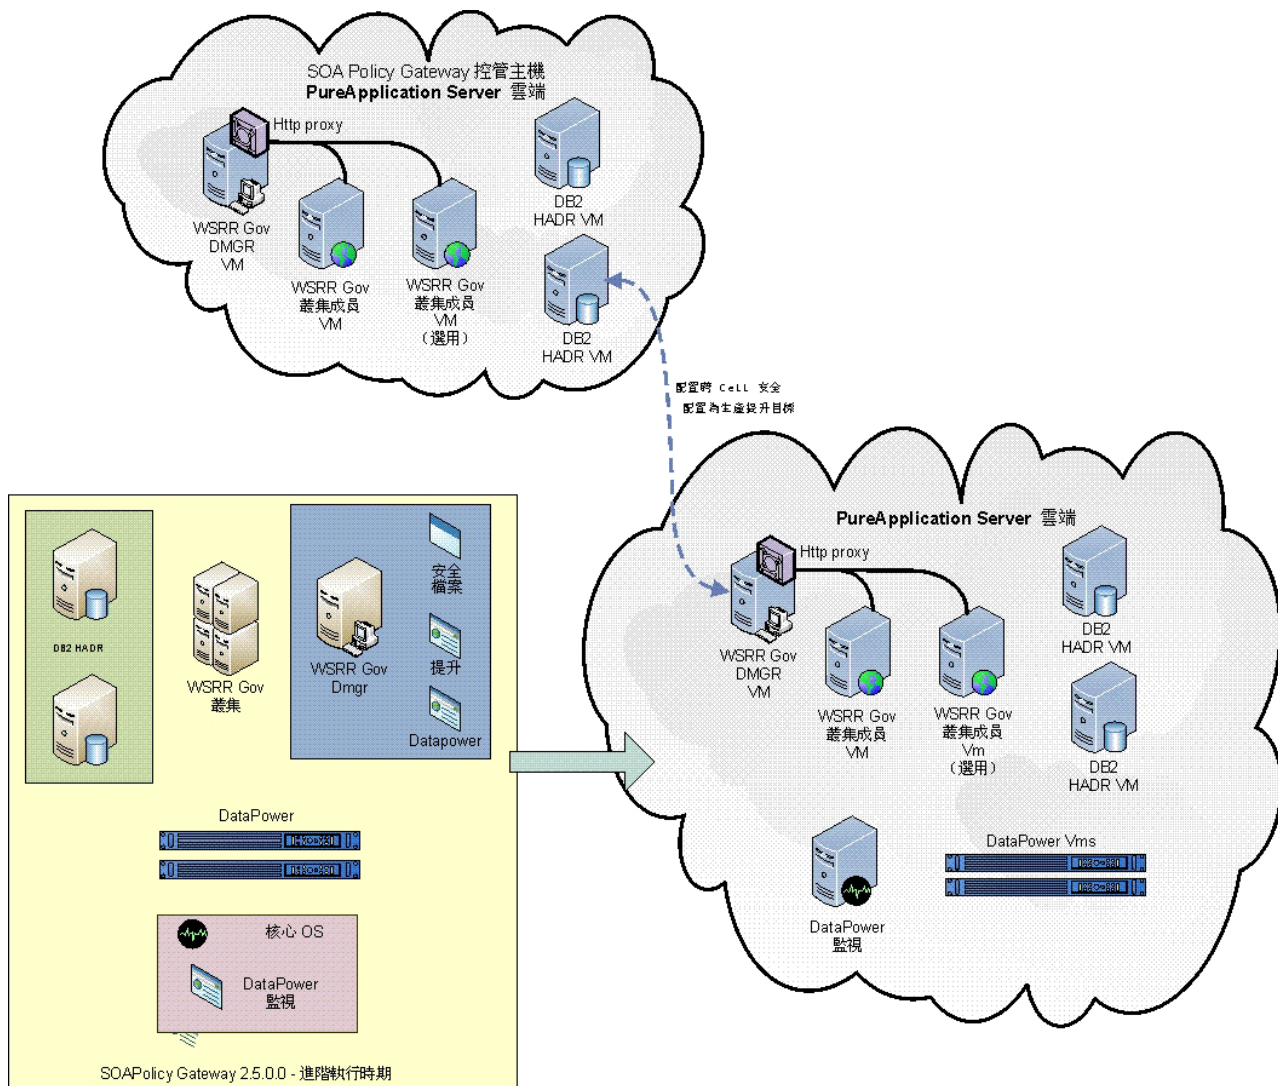 SOA Policy Gateway 控管主機
PureApplication Server 雲端
Http proxy
WSRR Gov
DMGR
VM
WSRR Gov
叢集成員
VM
WSRR Gov
叢集成員
VM
（選用）
DB2
HADR VM
DB2
HADR VM
配置跨 Cell 安全
配置為生產提升目標
PureApplication Server 雲端
Http proxy
WSRR Gov
DMGR
VM
WSRR Gov
叢集成員
VM
WSRR Gov
叢集成員
Vm
（選用）
DB2
HADR VM
DB2
HADR VM
DataPower
監視
DataPower Vms
DB2 HADR
WSRR Gov
叢集
WSRR Gov
Dmgr
安全
檔案
提升
Datapower
DataPower
核心 OS
DataPower
監視
SOAPolicy Gateway 2.5.0.0 - 進階執行時期